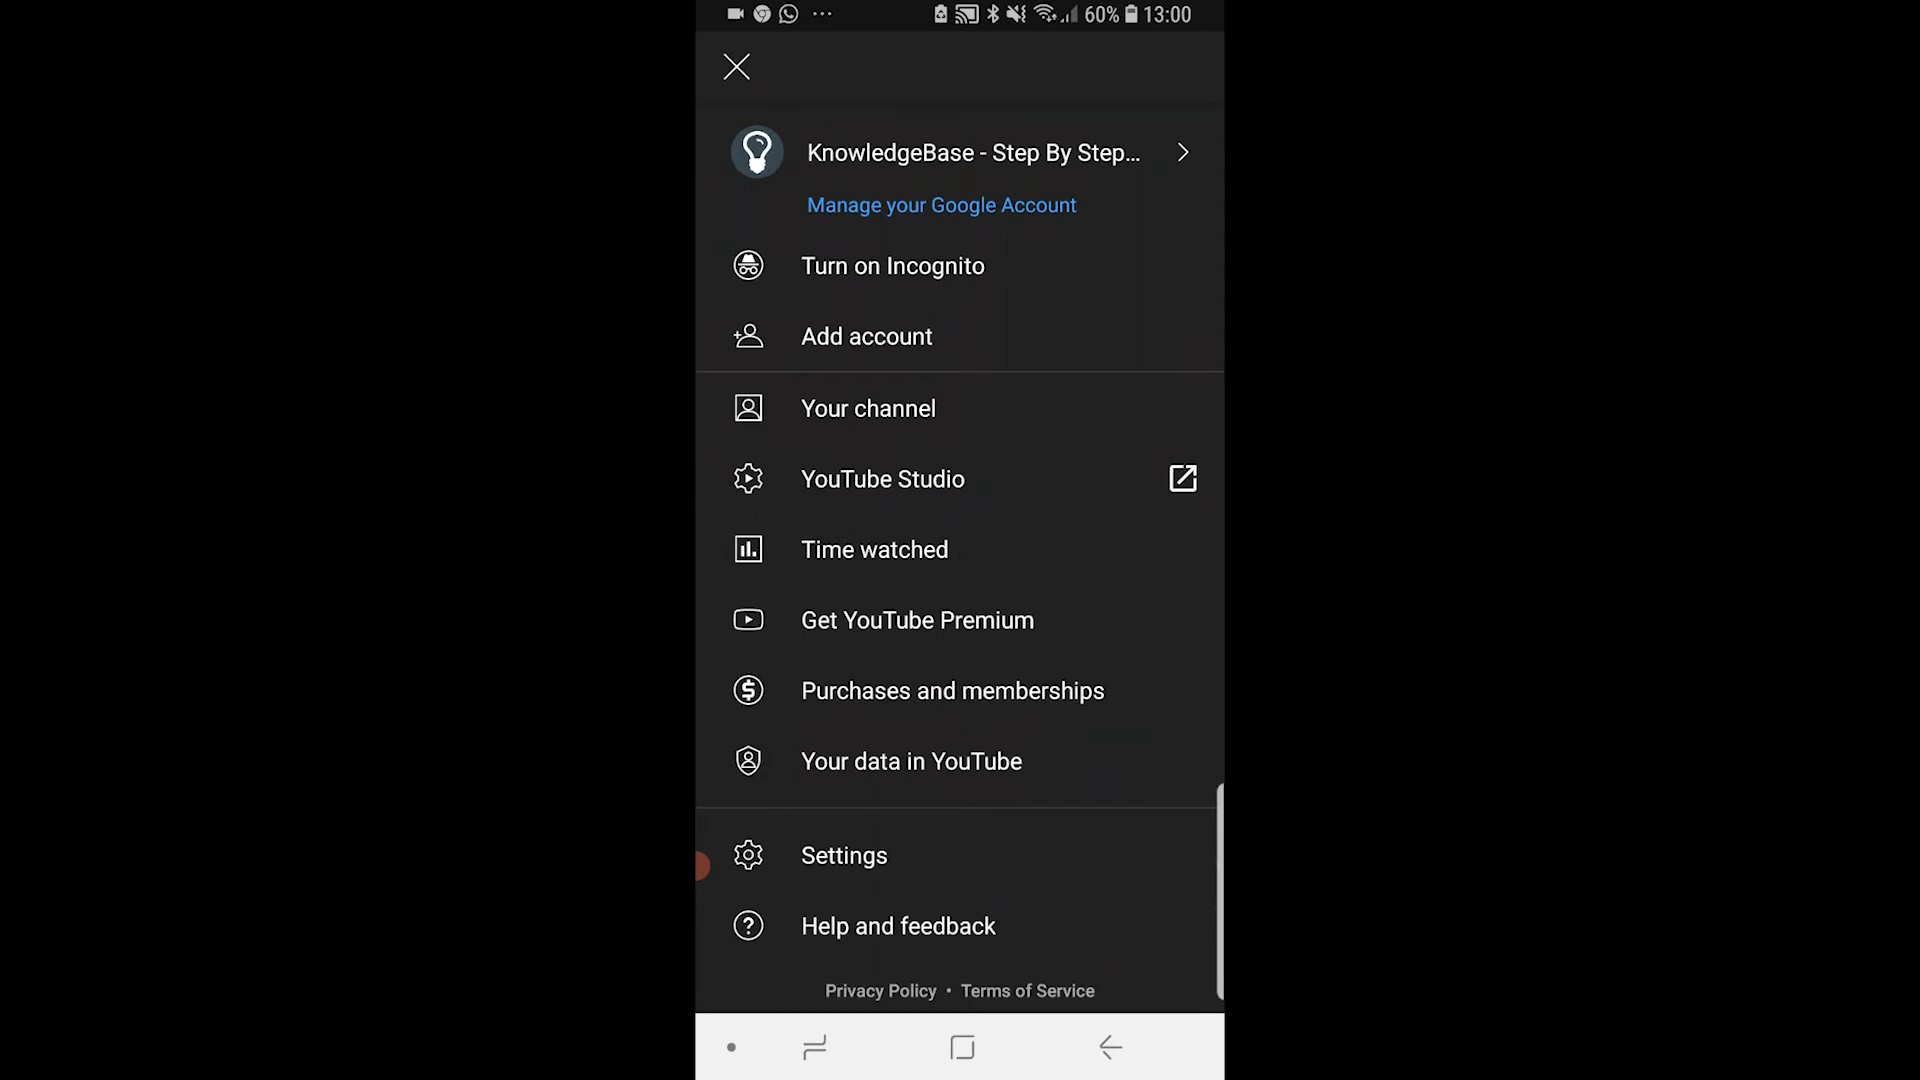 60% 13:00
KnowledgeBase - Step By Step...
Manage your Google Account
Turn on Incognito
Add account
Your channel
YouTube Studio
Time watched
Get YouTube Premium
Purchases and memberships
Your data in YouTube
Settings
Help and feedback
Privacy Policy • Terms of Service